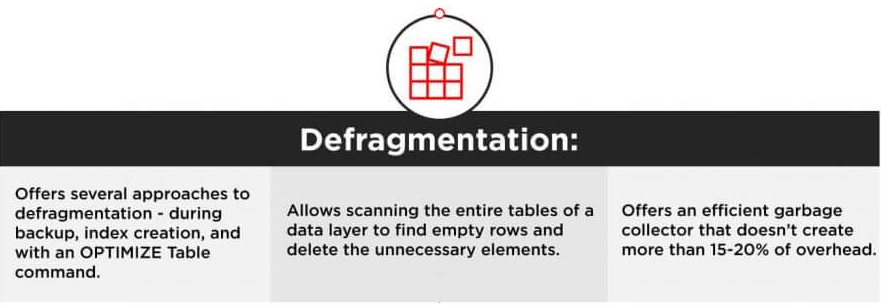 Defragmentation:
Offers several approaches to
defragmentation - during
backup, index creation, and
with an OPTIMIZE Table
command.
Allows scanning the entire tables of a
data layer to find empty rows and
delete the unnecessary elements.
Offers an efficient garbage
collector that doesn't create
more than 15-20% of overhead.